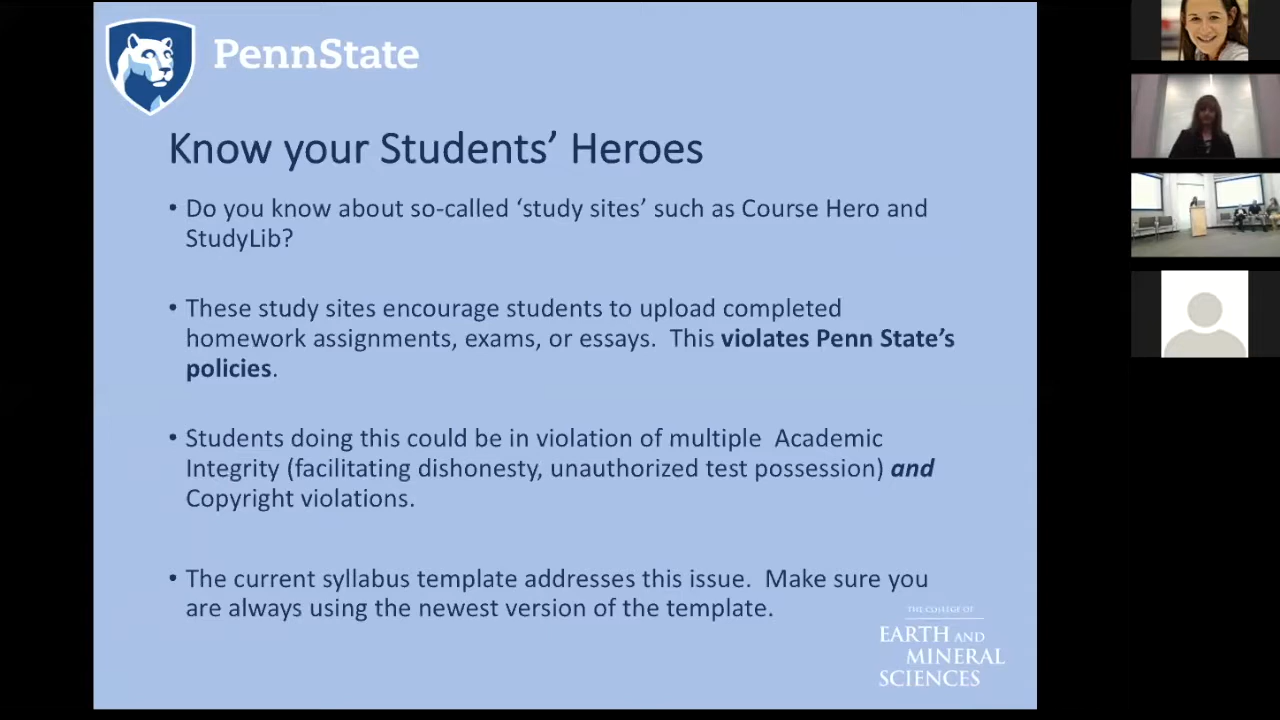 PennState
Know your Students’ Heroes
• Do you know about so-called ‘study sites’ such as Course Hero and
StudyLib?
• These study sites encourage students to upload completed
homework assignments, exams, or essays.  This violates Penn State’s
policies.
• Students doing this could be in violation of multiple  Academic
Integrity (facilitating dishonesty, unauthorized test possession) and
Copyright violations.
• The current syllabus template addresses this issue.  Make sure you
are always using the newest version of the template.
THE COLLEGE OF
EARTH AND
MINERAL
SCIENCES